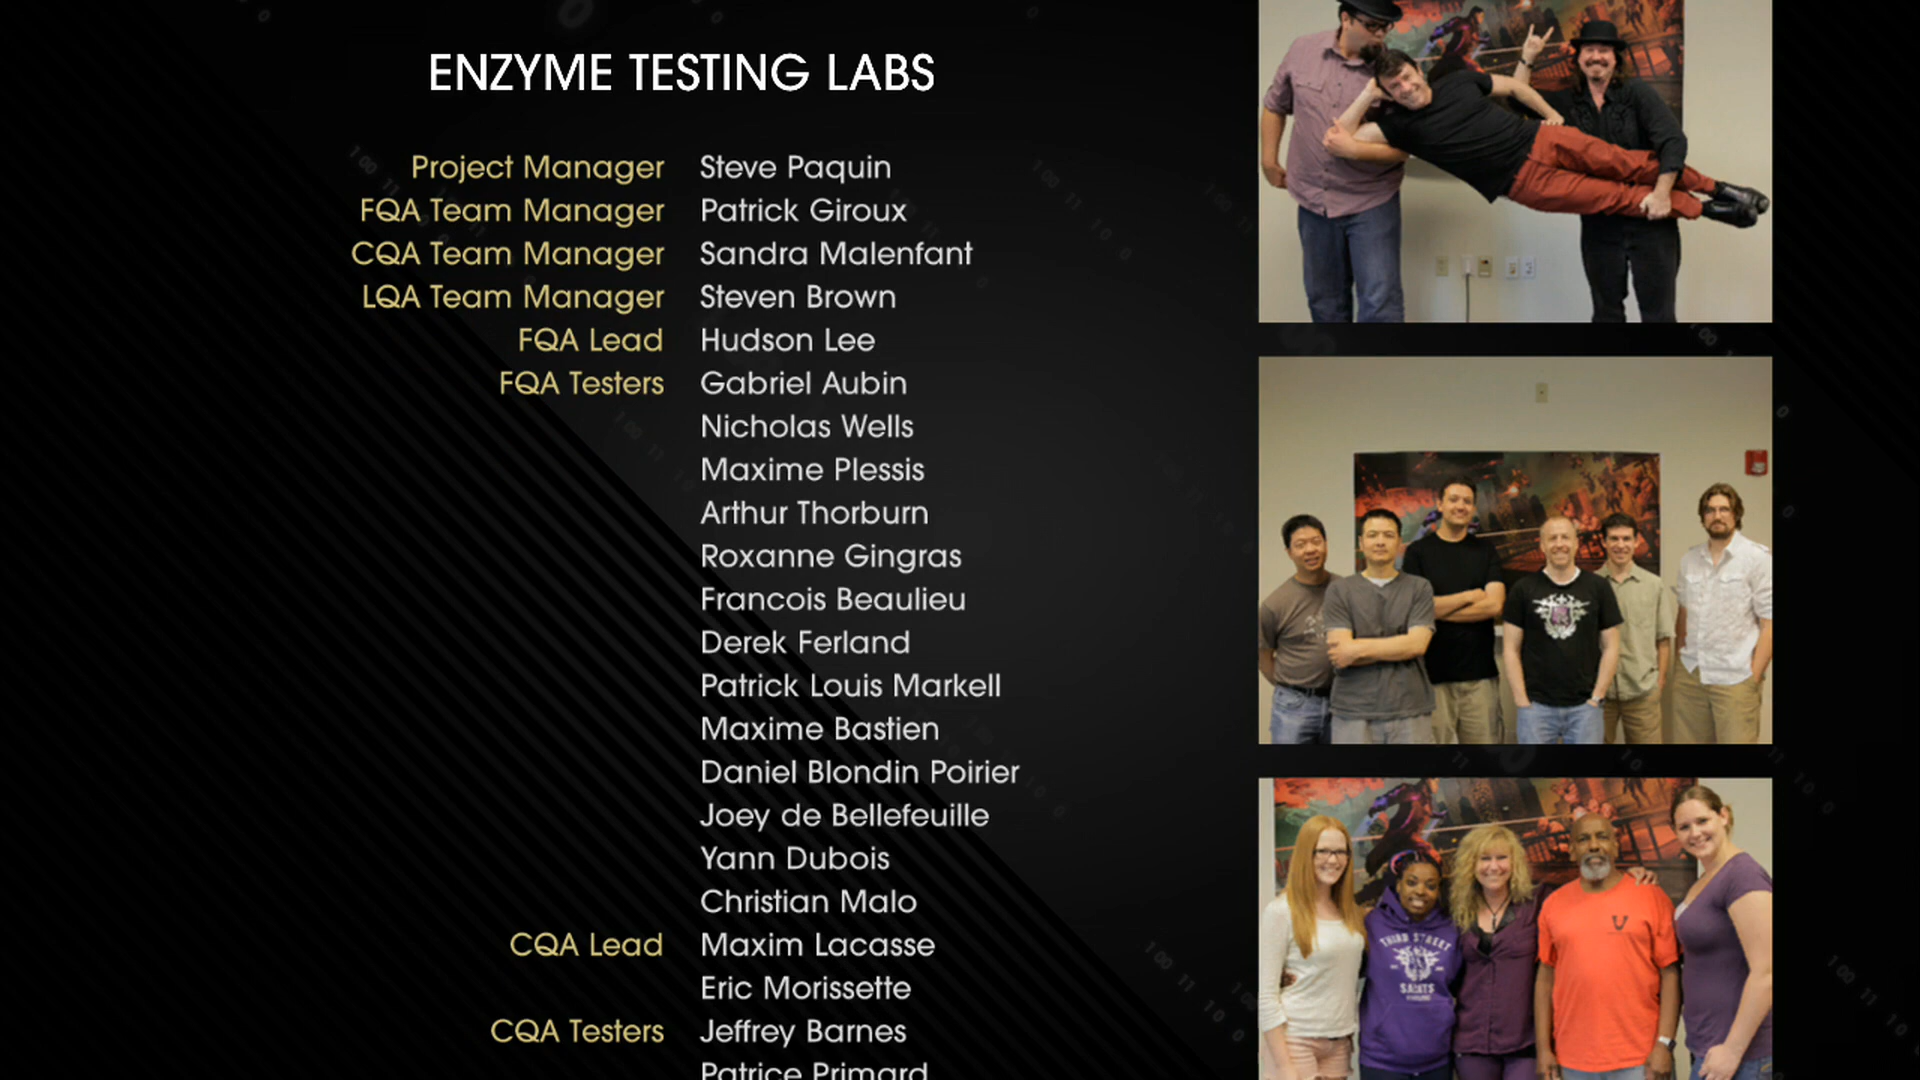 ENZYME TESTING LABS
Project Manager Steve Paquin
FQA Team Manager Patrick Giroux
CQA Team Manager Sandra Malenfant
LQA Team Manager Steven Brown
FQA Lead Hudson Lee
FQA Testers Gabriel Aubin
Nicholas Wells
Maxime Plessis
Arthur Thorburn
Roxanne Gingras
Francois Beaulieu
Derek Ferland
Patrick Louis Markell
Maxime Bastien
Daniel Blondin Poirier
Joey de Bellefeuille
Yann Dubois
Christian Malo
CQA Lead Maxim Lacasse
Eric Morissette
CQA Testers Jeffrey Barnes
Patrice Primard
THIRD STREET
SAINTS